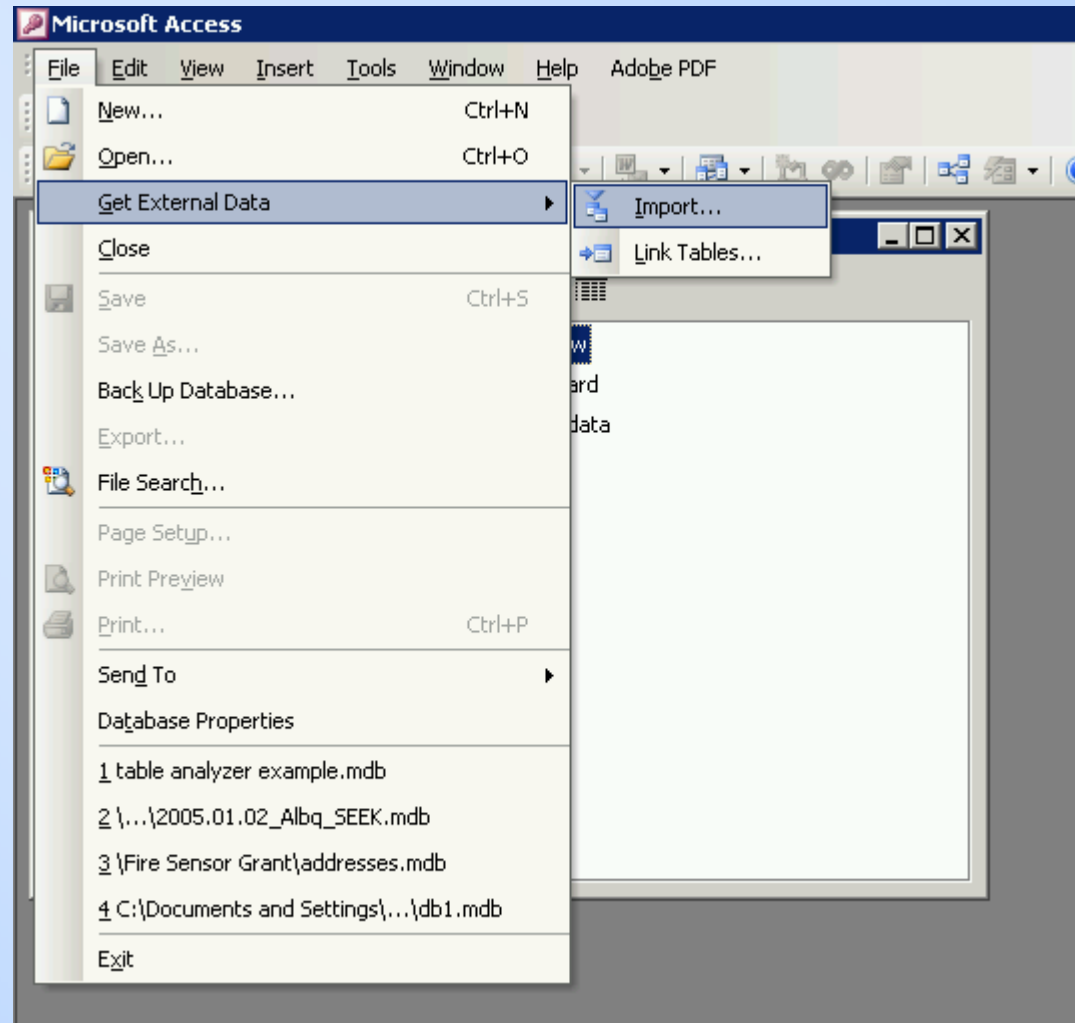 Microsoft Access
File Edit View Insert Tools Window Help Adobe PDF
New... Ctrl+N
Open... Ctrl+O
Get External Data
Import...
Close
Link Tables...
Save Ctrl+S
Save As...
Back Up Database...
Export...
File Search...
Page Setup...
Print Preview
Print... Ctrl+P
Send To
Database Properties
1 table analyzer example.mdb
2 \...\2005.01.02_Albq_SEEK.mdb
3 \Fire Sensor Grant\addresses.mdb
4 C:\Documents and Settings\...\db1.mdb
Exit